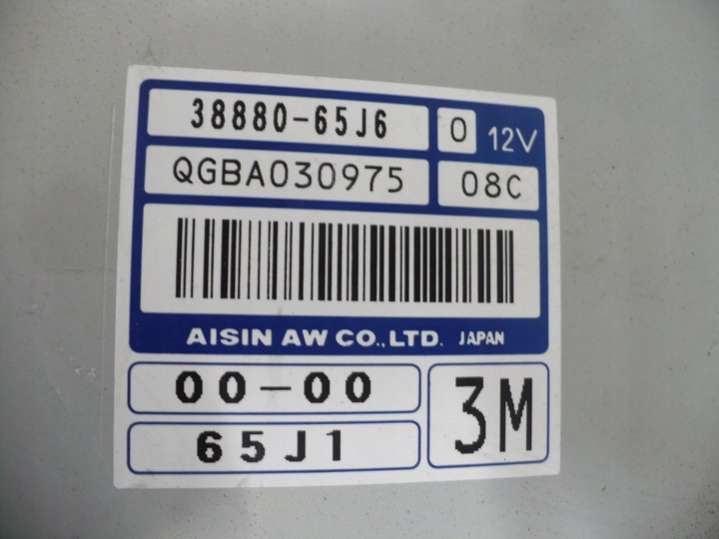 38880-65J6 0 12V
QGBA030975 08C
AISIN AW CO.,LTD. JAPAN
00-00
65J1 3M